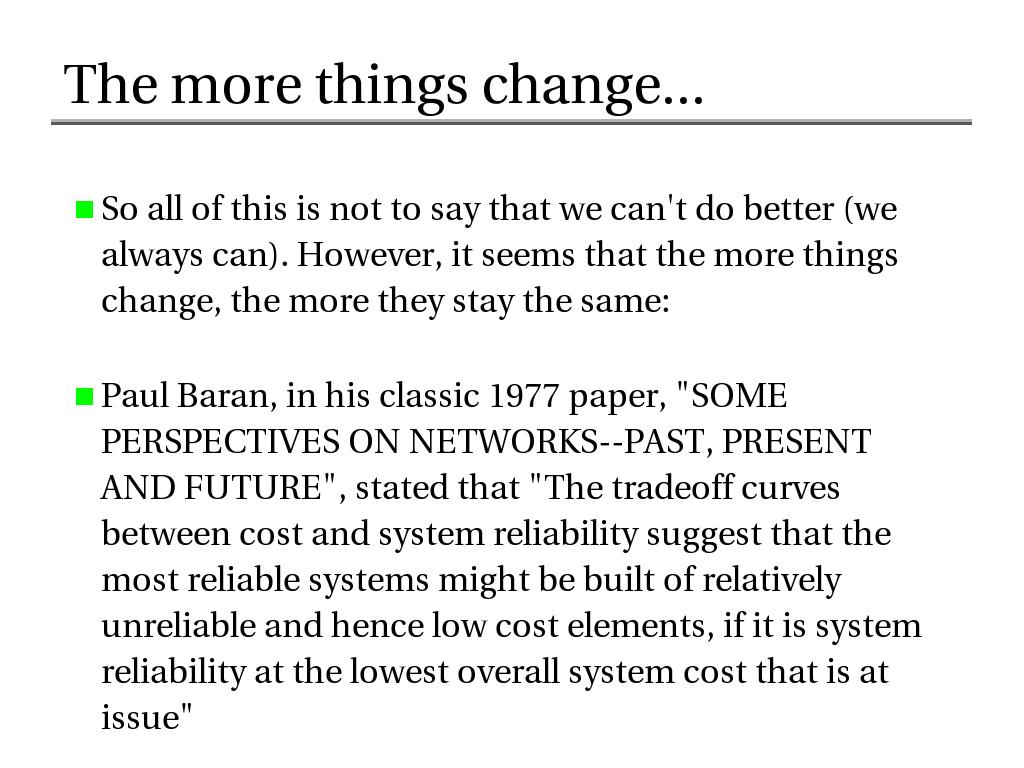 The more things change...
So all of this is not to say that we can't do better (we
always can). However, it seems that the more things
change, the more they stay the same:
Paul Baran, in his classic 1977 paper, "SOME
PERSPECTIVES ON NETWORKS--PAST, PRESENT
AND FUTURE", stated that "The tradeoff curves
between cost and system reliability suggest that the
most reliable systems might be built of relatively
unreliable and hence low cost elements, if it is system
reliability at the lowest overall system cost that is at
issue"